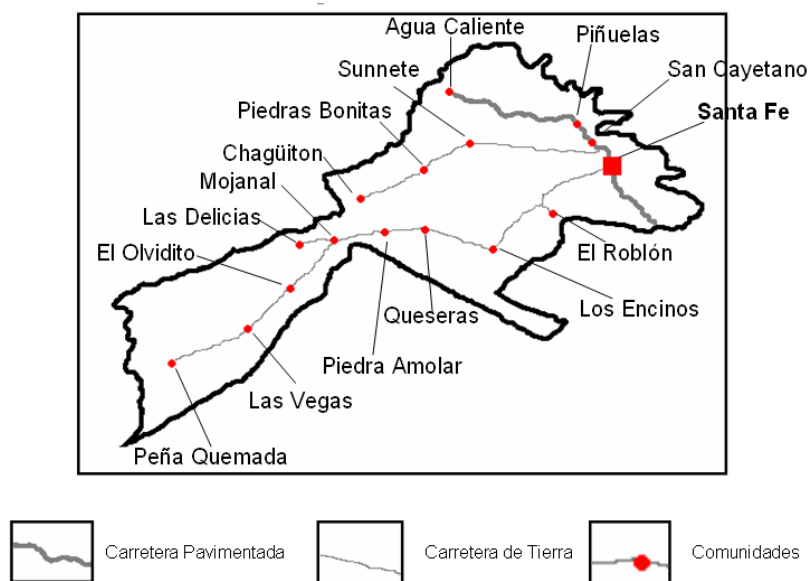 Agua Caliente
Piñuelas
Sunnete
San Cayetano
Piedras Bonitas
Santa Fe
Chagüiton
Mojanal
Las Delicias
El Olvidito
El Roblón
Los Encinos
Queseras
Piedra Amolar
Las Vegas
Peña Quemada
Carretera Pavimentada
Carretera de Tierra
Comunidades